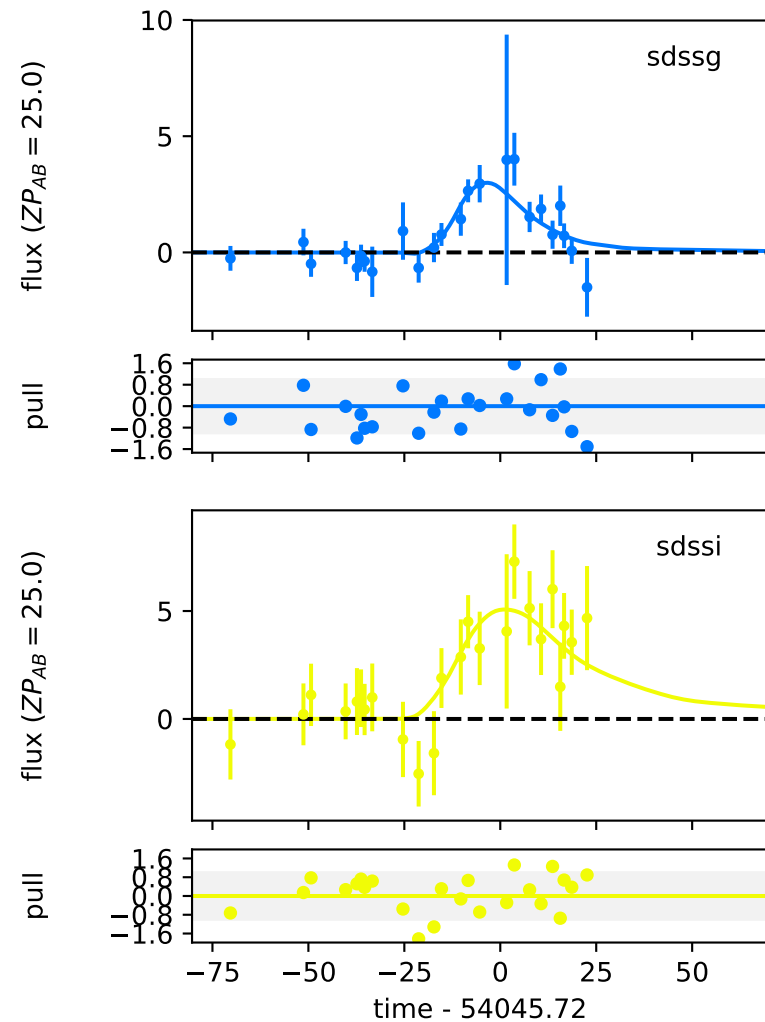 10
sdssg
5
0
flux (ZP_AB = 25.0)
1.6
0.8
0.0
−0.8
−1.6
pull
sdssi
5
0
flux (ZP_AB = 25.0)
1.6
0.8
0.0
−0.8
−1.6
pull
−75 −50 −25 0 25 50
time - 54045.72